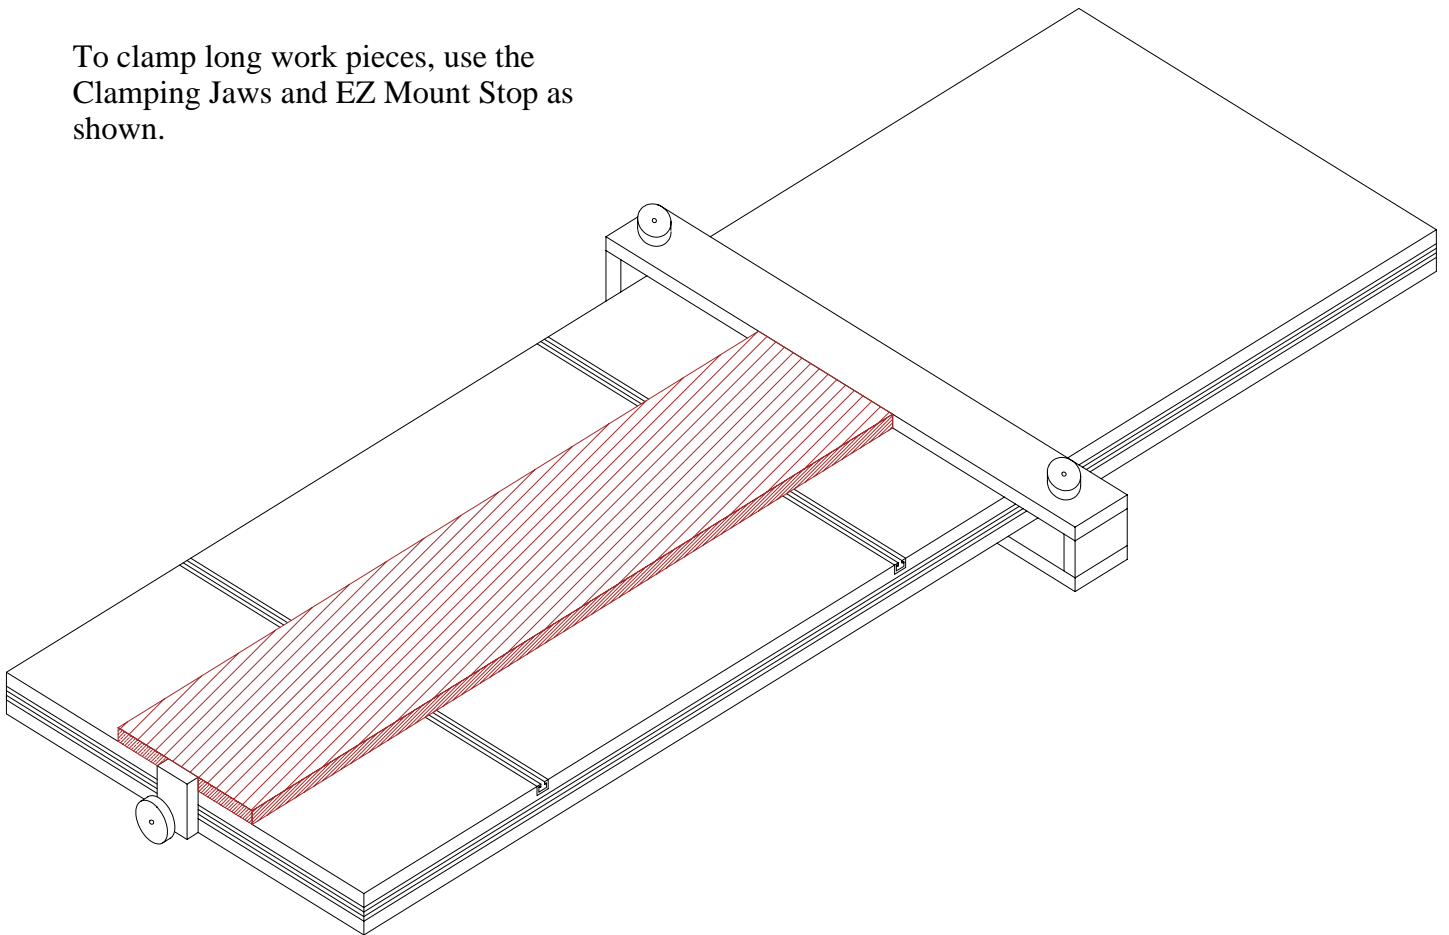 To clamp long work pieces, use the
Clamping Jaws and EZ Mount Stop as
shown.